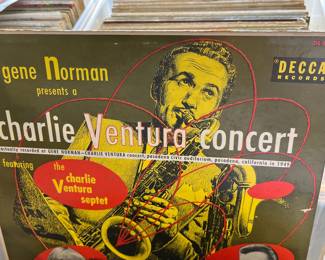 gene Norman
presents a
DECCA
RECORDS
charlie Ventura concert
actually recorded at GENE NORMAN—CHARLIE VENTURA concert, pasadena civic auditorium, pasadena, california in 1949
featuring
the
charlie
Ventura
septet